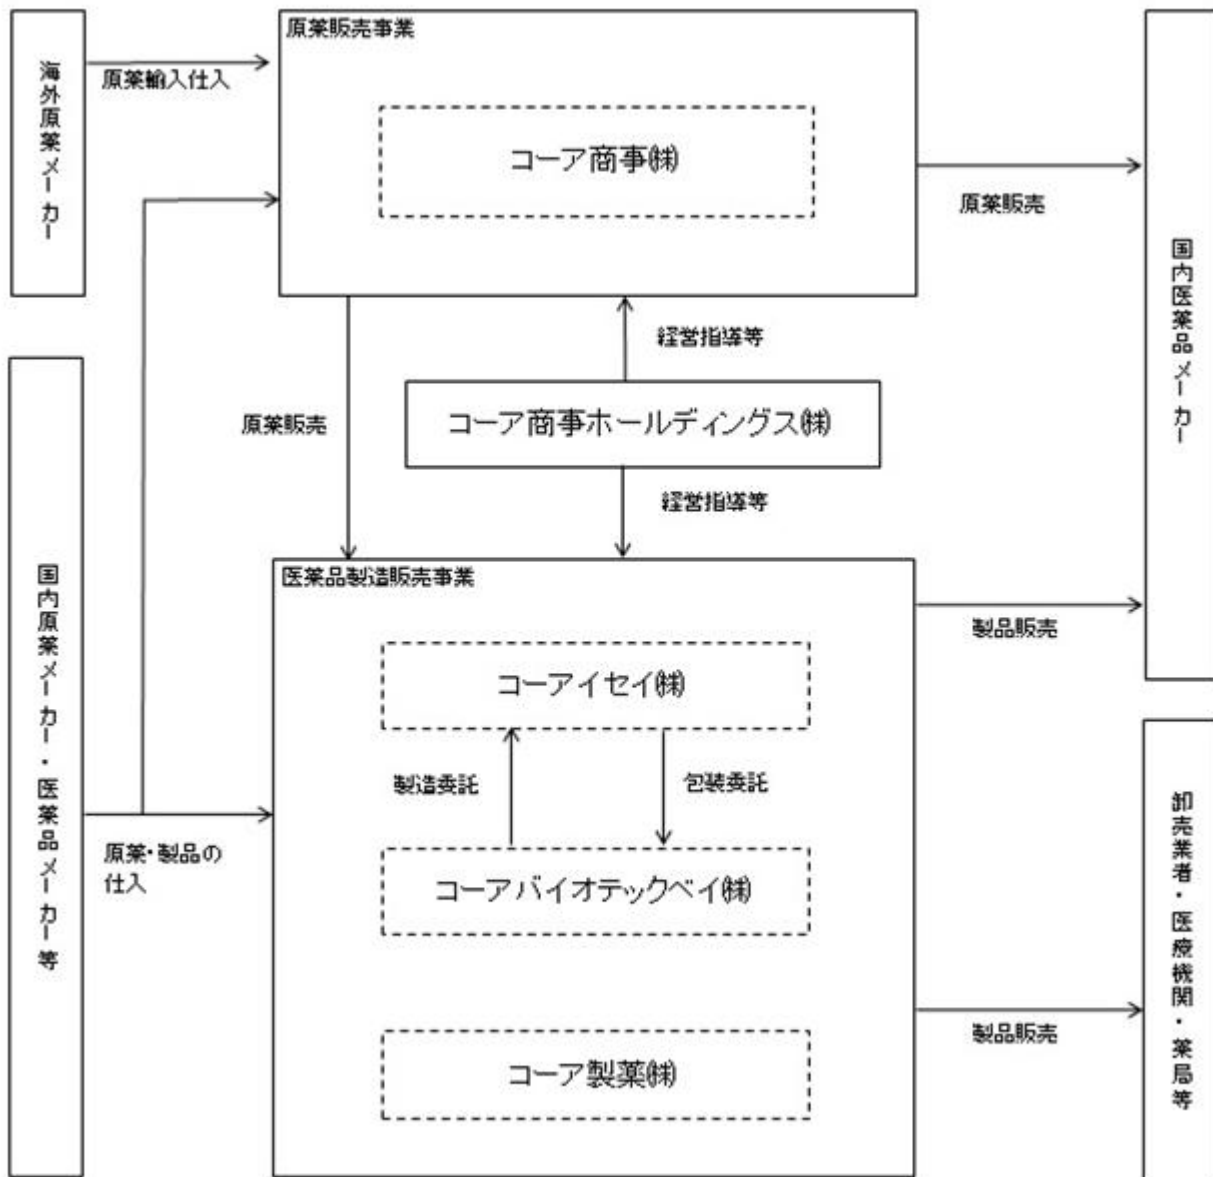 原薬販売事業
海外原薬メーカー
原薬輸入仕入
コーア商事㈱
原薬販売
国内医薬品メーカー
経営指導等
コーア商事ホールディングス㈱
原薬販売
経営指導等
医薬品製造販売事業
国内原薬メーカー・医薬品メーカー等
製品販売
コーアイセイ㈱
製造委託
包装委託
原薬・製品の
仕入
コーアバイオテックベイ㈱
卸売業者・医療機関・薬局等
製品販売
コーア製薬㈱